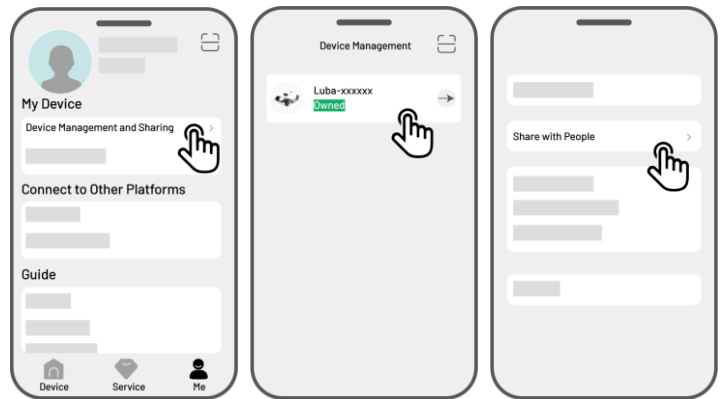 My Device
Device Management and Sharing
Connect to Other Platforms
Guide
Device
Service
Me
Device Management
Luba-xxxxxx
Owned
Share with People